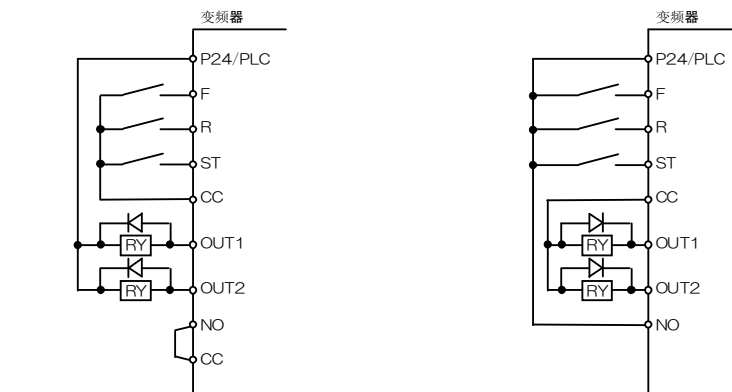 变频器
P24/PLC
F
R
ST
CC
RY
OUT1
RY
OUT2
NO
CC
变频器
P24/PLC
F
R
ST
CC
RY
OUT1
RY
OUT2
NO